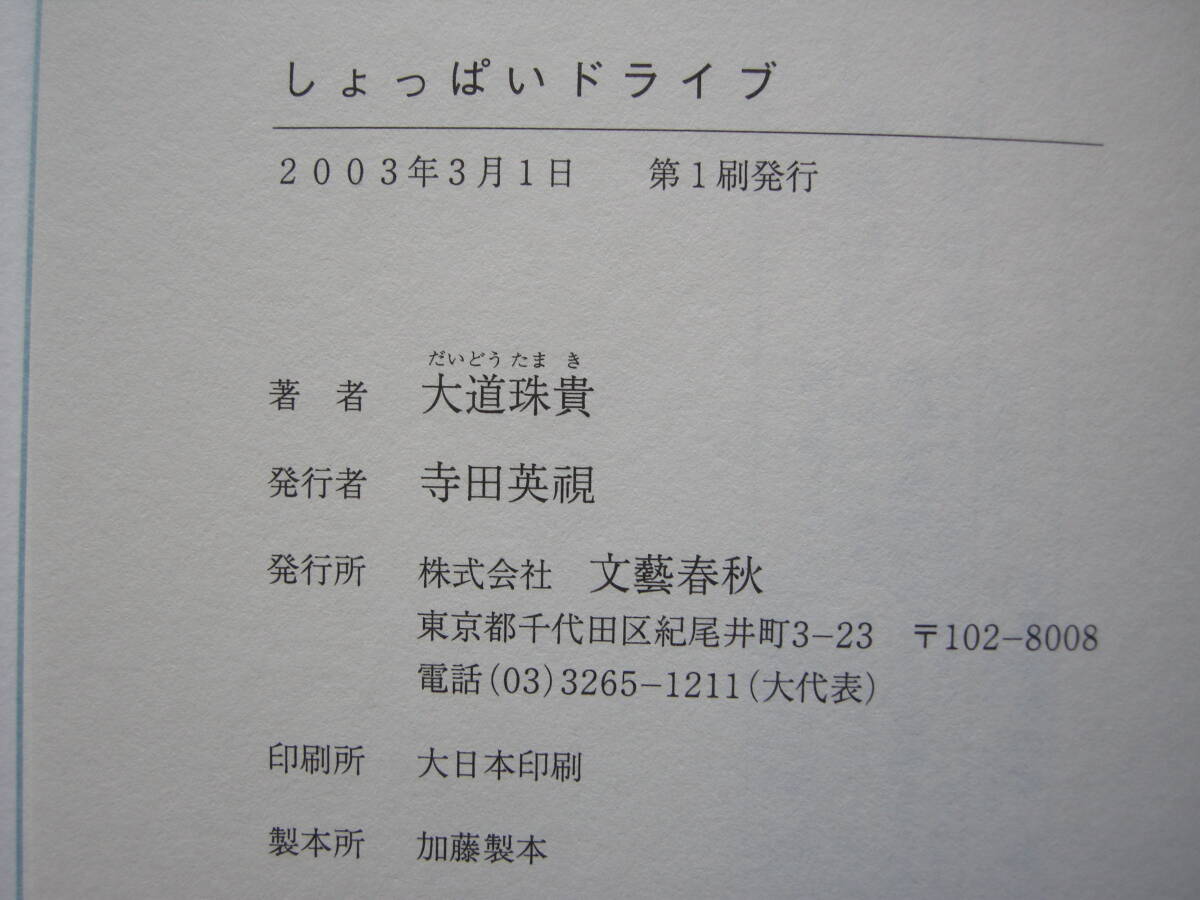 しょっぱいドライブ
2003年3月1日　第1刷発行
だいどう たま き
著　者　大道珠貴
発行者　寺田英視
発行所　株式会社　文藝春秋
東京都千代田区紀尾井町3−23　〒102−8008
電話(03)3265−1211(大代表)
印刷所　大日本印刷
製本所　加藤製本